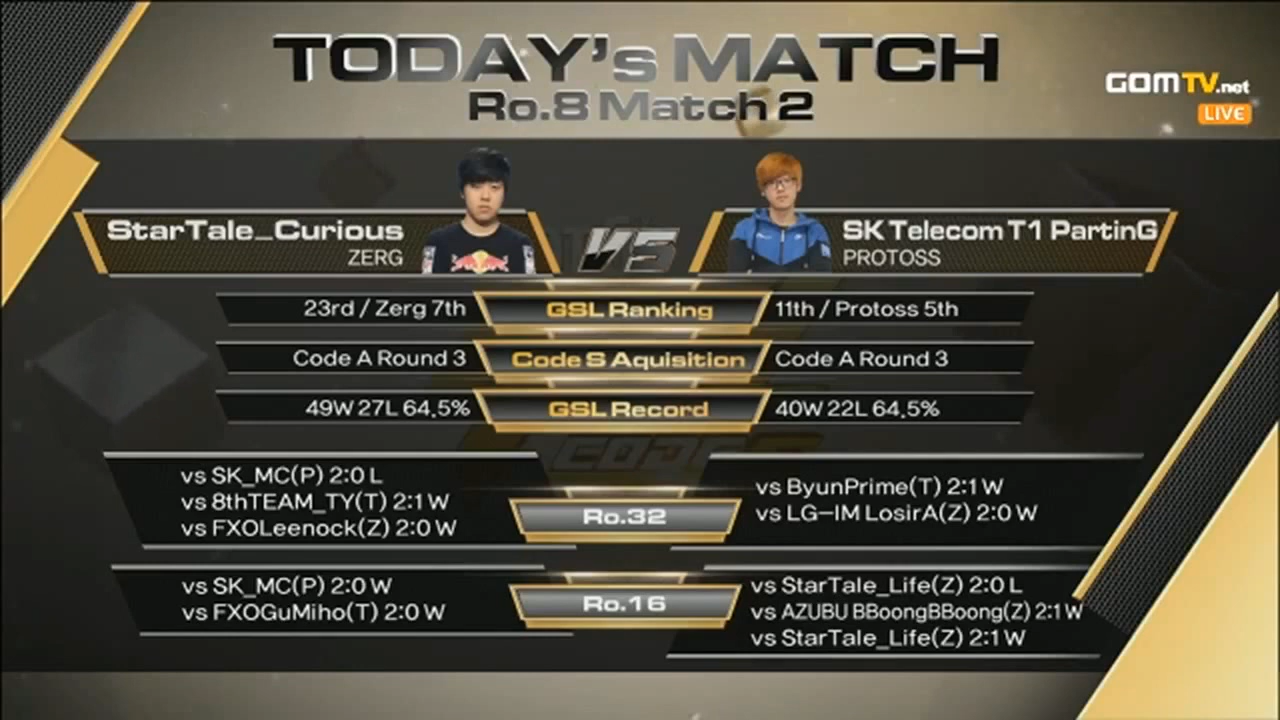 TODAY's MATCH
Ro.8 Match 2
GOMTV.net
LIVE
StarTale_Curious
ZERG
VS
SK Telecom T1 PartinG
PROTOSS
23rd / Zerg 7th GSL Ranking 11th / Protoss 5th
Code A Round 3 Code S Aquisition Code A Round 3
49W 27L 64.5% GSL Record 40W 22L 64.5%
vs SK_MC(P) 2:0 L
vs 8thTEAM_TY(T) 2:1 W
vs FXOLeenock(Z) 2:0 W
Ro.32
vs ByunPrime(T) 2:1 W
vs LG-IM LosirA(Z) 2:0 W
vs SK_MC(P) 2:0 W
vs FXOGuMiho(T) 2:0 W
Ro.16
vs StarTale_Life(Z) 2:0 L
vs AZUBU BBoongBBoong(Z) 2:1 W
vs StarTale_Life(Z) 2:1 W